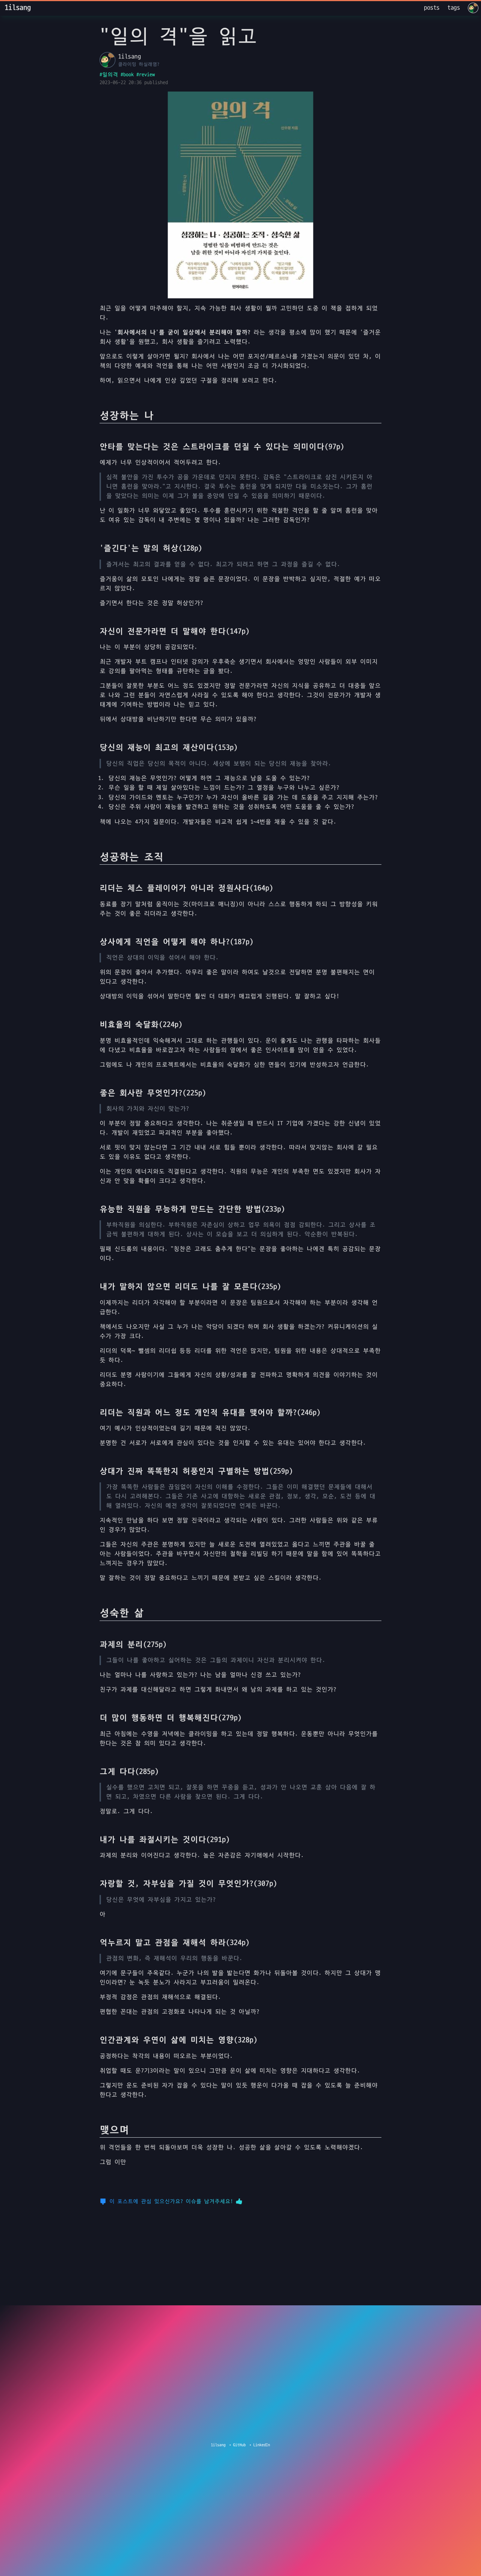 1ilsang
posts tags
"일의 격"을 읽고
1ilsang
클라이밍 하실래염?
#일의격 #book #review
일의 격
성장하는 나 · 성공하는 조직 · 성숙한 삶
최근 일을 어떻게 마주해야 할지, 지속 가능한 회사 생활이 뭘까 고민하던 도중 이 책을 접하게 되었
다.
나는 '회사에서의 나'를 굳이 일상에서 분리해야 할까? 라는 생각을 평소에 많이 했기 때문에 '즐거운
회사 생활'을 원했고, 회사 생활을 즐기려고 노력했다.
앞으로도 이렇게 살아가면 될지? 회사에서 나는 어떤 포지션/페르소나를 가졌는지 의문이 있던 차, 이
책의 다양한 예제와 격언을 통해 나는 어떤 사람인지 조금 더 가시화되었다.
하여, 읽으면서 나에게 인상 깊었던 구절을 정리해 보려고 한다.
성장하는 나
안타를 맞는다는 것은 스트라이크를 던질 수 있다는 의미이다(97p)
예제가 너무 인상적이어서 적어두려고 한다.
심적 불안을 가진 투수가 공을 가운데로 던지지 못한다. 감독은 "스트라이크로 삼진 시키든지 아
니면 홈런을 맞아라."고 지시한다. 결국 투수는 홈런을 맞게 되지만 다들 미소짓는다. 그가 홈런
을 맞았다는 의미는 이제 그가 볼을 중앙에 던질 수 있음을 의미하기 때문이다.
난 이 일화가 너무 와닿았고 좋았다. 투수를 훈련시키기 위한 적절한 격언을 할 줄 알며 홈런을 맞아
도 여유 있는 감독이 내 주변에는 몇 명이나 있을까? 나는 그러한 감독인가?
'즐긴다'는 말의 허상(128p)
즐겨서는 최고의 결과를 얻을 수 없다. 최고가 되려고 하면 그 과정을 즐길 수 없다.
즐거움이 삶의 모토인 나에게는 정말 슬픈 문장이었다. 이 문장을 반박하고 싶지만, 적절한 예가 떠오
르지 않았다.
즐기면서 한다는 것은 정말 허상인가?
자신이 전문가라면 더 말해야 한다(147p)
나는 이 부분이 상당히 공감되었다.
최근 개발자 부트 캠프나 인터넷 강의가 우후죽순 생기면서 회사에서는 엉망인 사람들이 외부 이미지
로 강의를 팔아먹는 형태를 규탄하는 글을 봤다.
그분들이 잘못한 부분도 어느 정도 있겠지만 정말 전문가라면 자신의 지식을 공유하고 더 대중들 앞으
로 나와 그런 분들이 자연스럽게 사라질 수 있도록 해야 한다고 생각한다. 그것이 전문가가 개발자 생
태계에 기여하는 방법이라 나는 믿고 있다.
뒤에서 상대방을 비난하기만 한다면 무슨 의미가 있을까?
당신의 재능이 최고의 재산이다(153p)
당신의 직업은 당신의 목적이 아니다. 세상에 보탬이 되는 당신의 재능을 찾아라.
1. 당신의 재능은 무엇인가? 어떻게 하면 그 재능으로 남을 도울 수 있는가?
2. 무슨 일을 할 때 제일 살아있다는 느낌이 드는가? 그 열정을 누구와 나누고 싶은가?
3. 당신의 가이드와 멘토는 누구인가? 누가 자신이 올바른 길을 가는 데 도움을 주고 지지해 주는가?
4. 당신은 주위 사람이 재능을 발견하고 원하는 것을 성취하도록 어떤 도움을 줄 수 있는가?
책에 나오는 4가지 질문이다. 개발자들은 비교적 쉽게 1~4번을 채울 수 있을 것 같다.
성공하는 조직
리더는 체스 플레이어가 아니라 정원사다(164p)
동료를 장기 말처럼 움직이는 것(마이크로 매니징)이 아니라 스스로 행동하게 하되 그 방향성을 키워
주는 것이 좋은 리더라고 생각한다.
상사에게 직언을 어떻게 해야 하나?(187p)
직언은 상대의 이익을 섞어서 해야 한다.
위의 문장이 좋아서 추가했다. 아무리 좋은 말이라 하여도 날것으로 전달하면 분명 불편해지는 면이
있다고 생각한다.
상대방의 이익을 섞어서 말한다면 훨씬 더 대화가 매끄럽게 진행된다. 말 잘하고 싶다!
비효율의 숙달화(224p)
분명 비효율적인데 익숙해져서 그대로 하는 관행들이 있다. 운이 좋게도 나는 관행을 타파하는 회사들
에 다녔고 비효율을 바로잡고자 하는 사람들의 옆에서 좋은 인사이트를 많이 얻을 수 있었다.
그럼에도 나 개인의 프로젝트에서는 비효율의 숙달화가 심한 면들이 있기에 반성하고자 언급한다.
좋은 회사란 무엇인가?(225p)
회사의 가치와 자신이 맞는가?
이 부분이 정말 중요하다고 생각한다. 나는 취준생일 때 반드시 IT 기업에 가겠다는 강한 신념이 있었
다. 개발이 재밌었고 파괴적인 부분을 좋아했다.
서로 핏이 맞지 않는다면 그 기간 내내 서로 힘들 뿐이라 생각한다. 따라서 맞지않는 회사에 갈 필요
도 있을 이유도 없다고 생각한다.
이는 개인의 에너지와도 직결된다고 생각한다. 직원의 무능은 개인의 부족한 면도 있겠지만 회사가 자
신과 안 맞을 확률이 크다고 생각한다.
유능한 직원을 무능하게 만드는 간단한 방법(233p)
부하직원을 의심한다. 부하직원은 자존심이 상하고 업무 의욕이 점점 감퇴한다. 그리고 상사를 조
금씩 불편하게 대하게 된다. 상사는 이 모습을 보고 더 의심하게 된다. 악순환이 반복된다.
필패 신드롬의 내용이다. "칭찬은 고래도 춤추게 한다"는 문장을 좋아하는 나에겐 특히 공감되는 문장
이다.
내가 말하지 않으면 리더도 나를 잘 모른다(235p)
이제까지는 리더가 자각해야 할 부분이라면 이 문장은 팀원으로서 자각해야 하는 부분이라 생각해 언
급한다.
책에서도 나오지만 사실 그 누가 나는 악당이 되겠다 하며 회사 생활을 하겠는가? 커뮤니케이션의 실
수가 가장 크다.
리더의 덕목~ 뺄셈의 리더쉽 등등 리더를 위한 격언은 많지만, 팀원을 위한 내용은 상대적으로 부족한
듯 하다.
리더도 분명 사람이기에 그들에게 자신의 상황/성과를 잘 전파하고 명확하게 의견을 이야기하는 것이
중요하다.
리더는 직원과 어느 정도 개인적 유대를 맺어야 할까?(246p)
여기 예시가 인상적이었는데 길기 때문에 적진 않았다.
분명한 건 서로가 서로에게 관심이 있다는 것을 인지할 수 있는 유대는 있어야 한다고 생각한다.
상대가 진짜 똑똑한지 허풍인지 구별하는 방법(259p)
가장 똑똑한 사람들은 끊임없이 자신의 이해를 수정한다. 그들은 이미 해결했던 문제들에 대해서
도 다시 고려해본다. 그들은 기존 사고에 대항하는 새로운 관점, 정보, 생각, 모순, 도전 등에 대
해 열려있다. 자신의 예전 생각이 잘못되었다면 언제든 바꾼다.
지속적인 만남을 하다 보면 정말 진국이라고 생각되는 사람이 있다. 그러한 사람들은 위와 같은 부류
인 경우가 많았다.
그들은 자신의 주관은 분명하게 있지만 늘 새로운 도전에 열려있었고 옳다고 느끼면 주관을 바꿀 줄
아는 사람들이었다. 주관을 바꾸면서 자신만의 철학을 리빌딩 하기 때문에 말을 함에 있어 똑똑하다고
느껴지는 경우가 많았다.
말 잘하는 것이 정말 중요하다고 느끼기 때문에 본받고 싶은 스킬이라 생각한다.
성숙한 삶
과제의 분리(275p)
그들이 나를 좋아하고 싫어하는 것은 그들의 과제이니 자신과 분리시켜야 한다.
나는 얼마나 나를 사랑하고 있는가? 나는 남을 얼마나 신경 쓰고 있는가?
친구가 과제를 대신해달라고 하면 그렇게 화내면서 왜 남의 과제를 하고 있는 것인가?
더 많이 행동하면 더 행복해진다(279p)
최근 아침에는 수영을 저녁에는 클라이밍을 하고 있는데 정말 행복하다. 운동뿐만 아니라 무엇인가를
한다는 것은 참 의미 있다고 생각한다.
그게 다다(285p)
실수를 했으면 고치면 되고, 잘못을 하면 꾸중을 듣고, 성과가 안 나오면 교훈 삼아 다음에 잘 하
면 되고, 차였으면 다른 사람을 찾으면 된다. 그게 다다.
정말로. 그게 다다.
내가 나를 좌절시키는 것이다(291p)
과제의 분리와 이어진다고 생각한다. 높은 자존감은 자기애에서 시작한다.
자랑할 것, 자부심을 가질 것이 무엇인가?(307p)
당신은 무엇에 자부심을 가지고 있는가?
아
억누르지 말고 관점을 재해석 하라(324p)
관점의 변화, 즉 재해석이 우리의 행동을 바꾼다.
여기에 문구들이 주옥같다. 누군가 나의 발을 밟는다면 화가나 뒤돌아볼 것이다. 하지만 그 상대가 맹
인이라면? 눈 녹듯 분노가 사라지고 부끄러움이 밀려온다.
부정적 감정은 관점의 재해석으로 해결된다.
편협한 꼰대는 관점의 고정화로 나타나게 되는 것 아닐까?
인간관계와 우연이 삶에 미치는 영향(328p)
공정하다는 착각의 내용이 떠오르는 부분이었다.
취업할 때도 운7기3이라는 말이 있으니 그만큼 운이 삶에 미치는 영향은 지대하다고 생각한다.
그렇지만 운도 준비된 자가 잡을 수 있다는 말이 있듯 행운이 다가올 때 잡을 수 있도록 늘 준비해야
한다고 생각한다.
맺으며
위 격언들을 한 번씩 되돌아보며 더욱 성장한 나. 성공한 삶을 살아갈 수 있도록 노력해야겠다.
그럼 이만
이 포스트에 관심 있으신가요? 이슈를 남겨주세요!
1ilsang · GitHub · LinkedIn